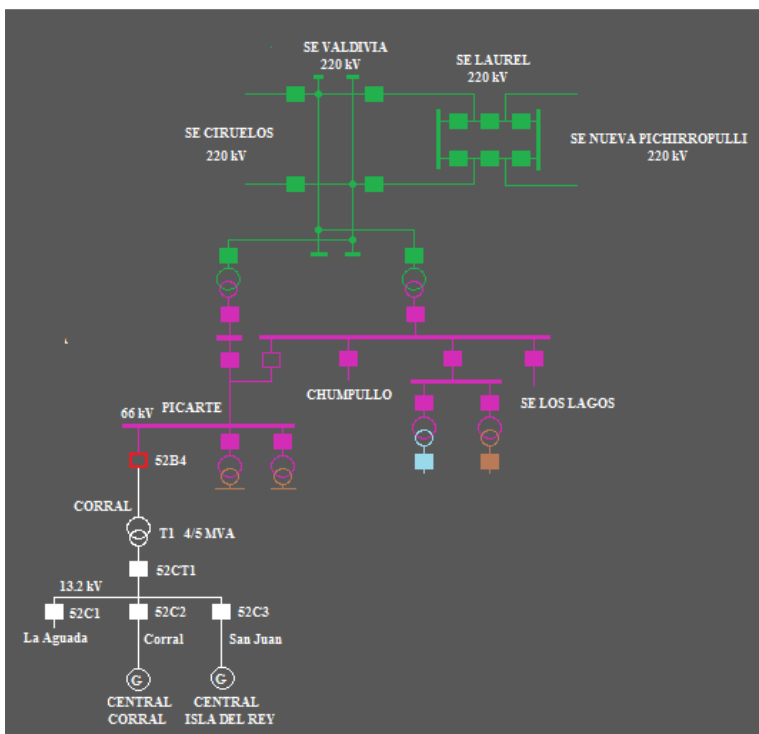 SE VALDIVIA
220 kV
SE LAUREL
220 kV
SE CIRUELOS
220 kV
SE NUEVA PICHIRROPULLI
220 kV
CHUMPULLO
SE LOS LAGOS
66 kV
PICARTE
52B4
CORRAL
T1 4/5 MVA
52CT1
13.2 kV
52C1
52C2
52C3
La Aguada
Corral
San Juan
G
G
CENTRAL
CORRAL
CENTRAL
ISLA DEL REY